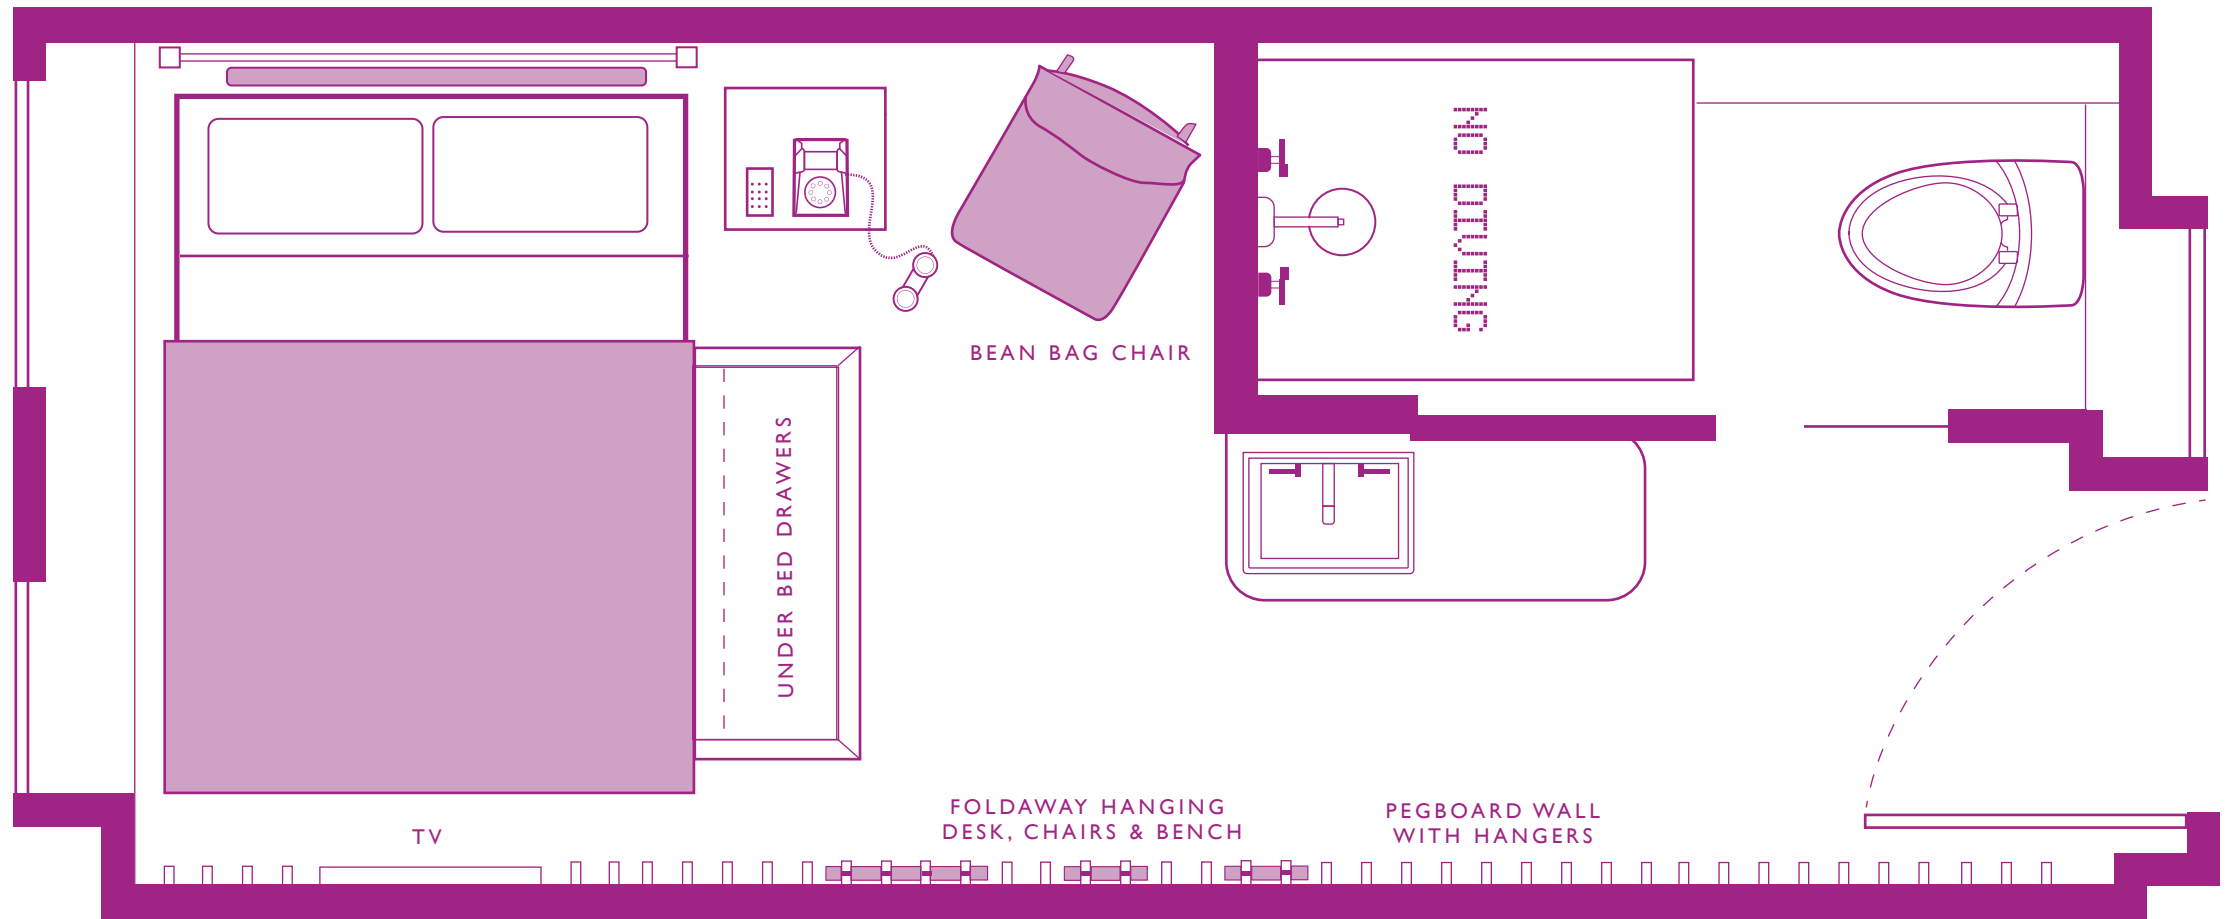 NO DIVING
BEAN BAG CHAIR
UNDER BED DRAWERS
TV
FOLDAWAY HANGING
DESK, CHAIRS & BENCH
PEGBOARD WALL
WITH HANGERS